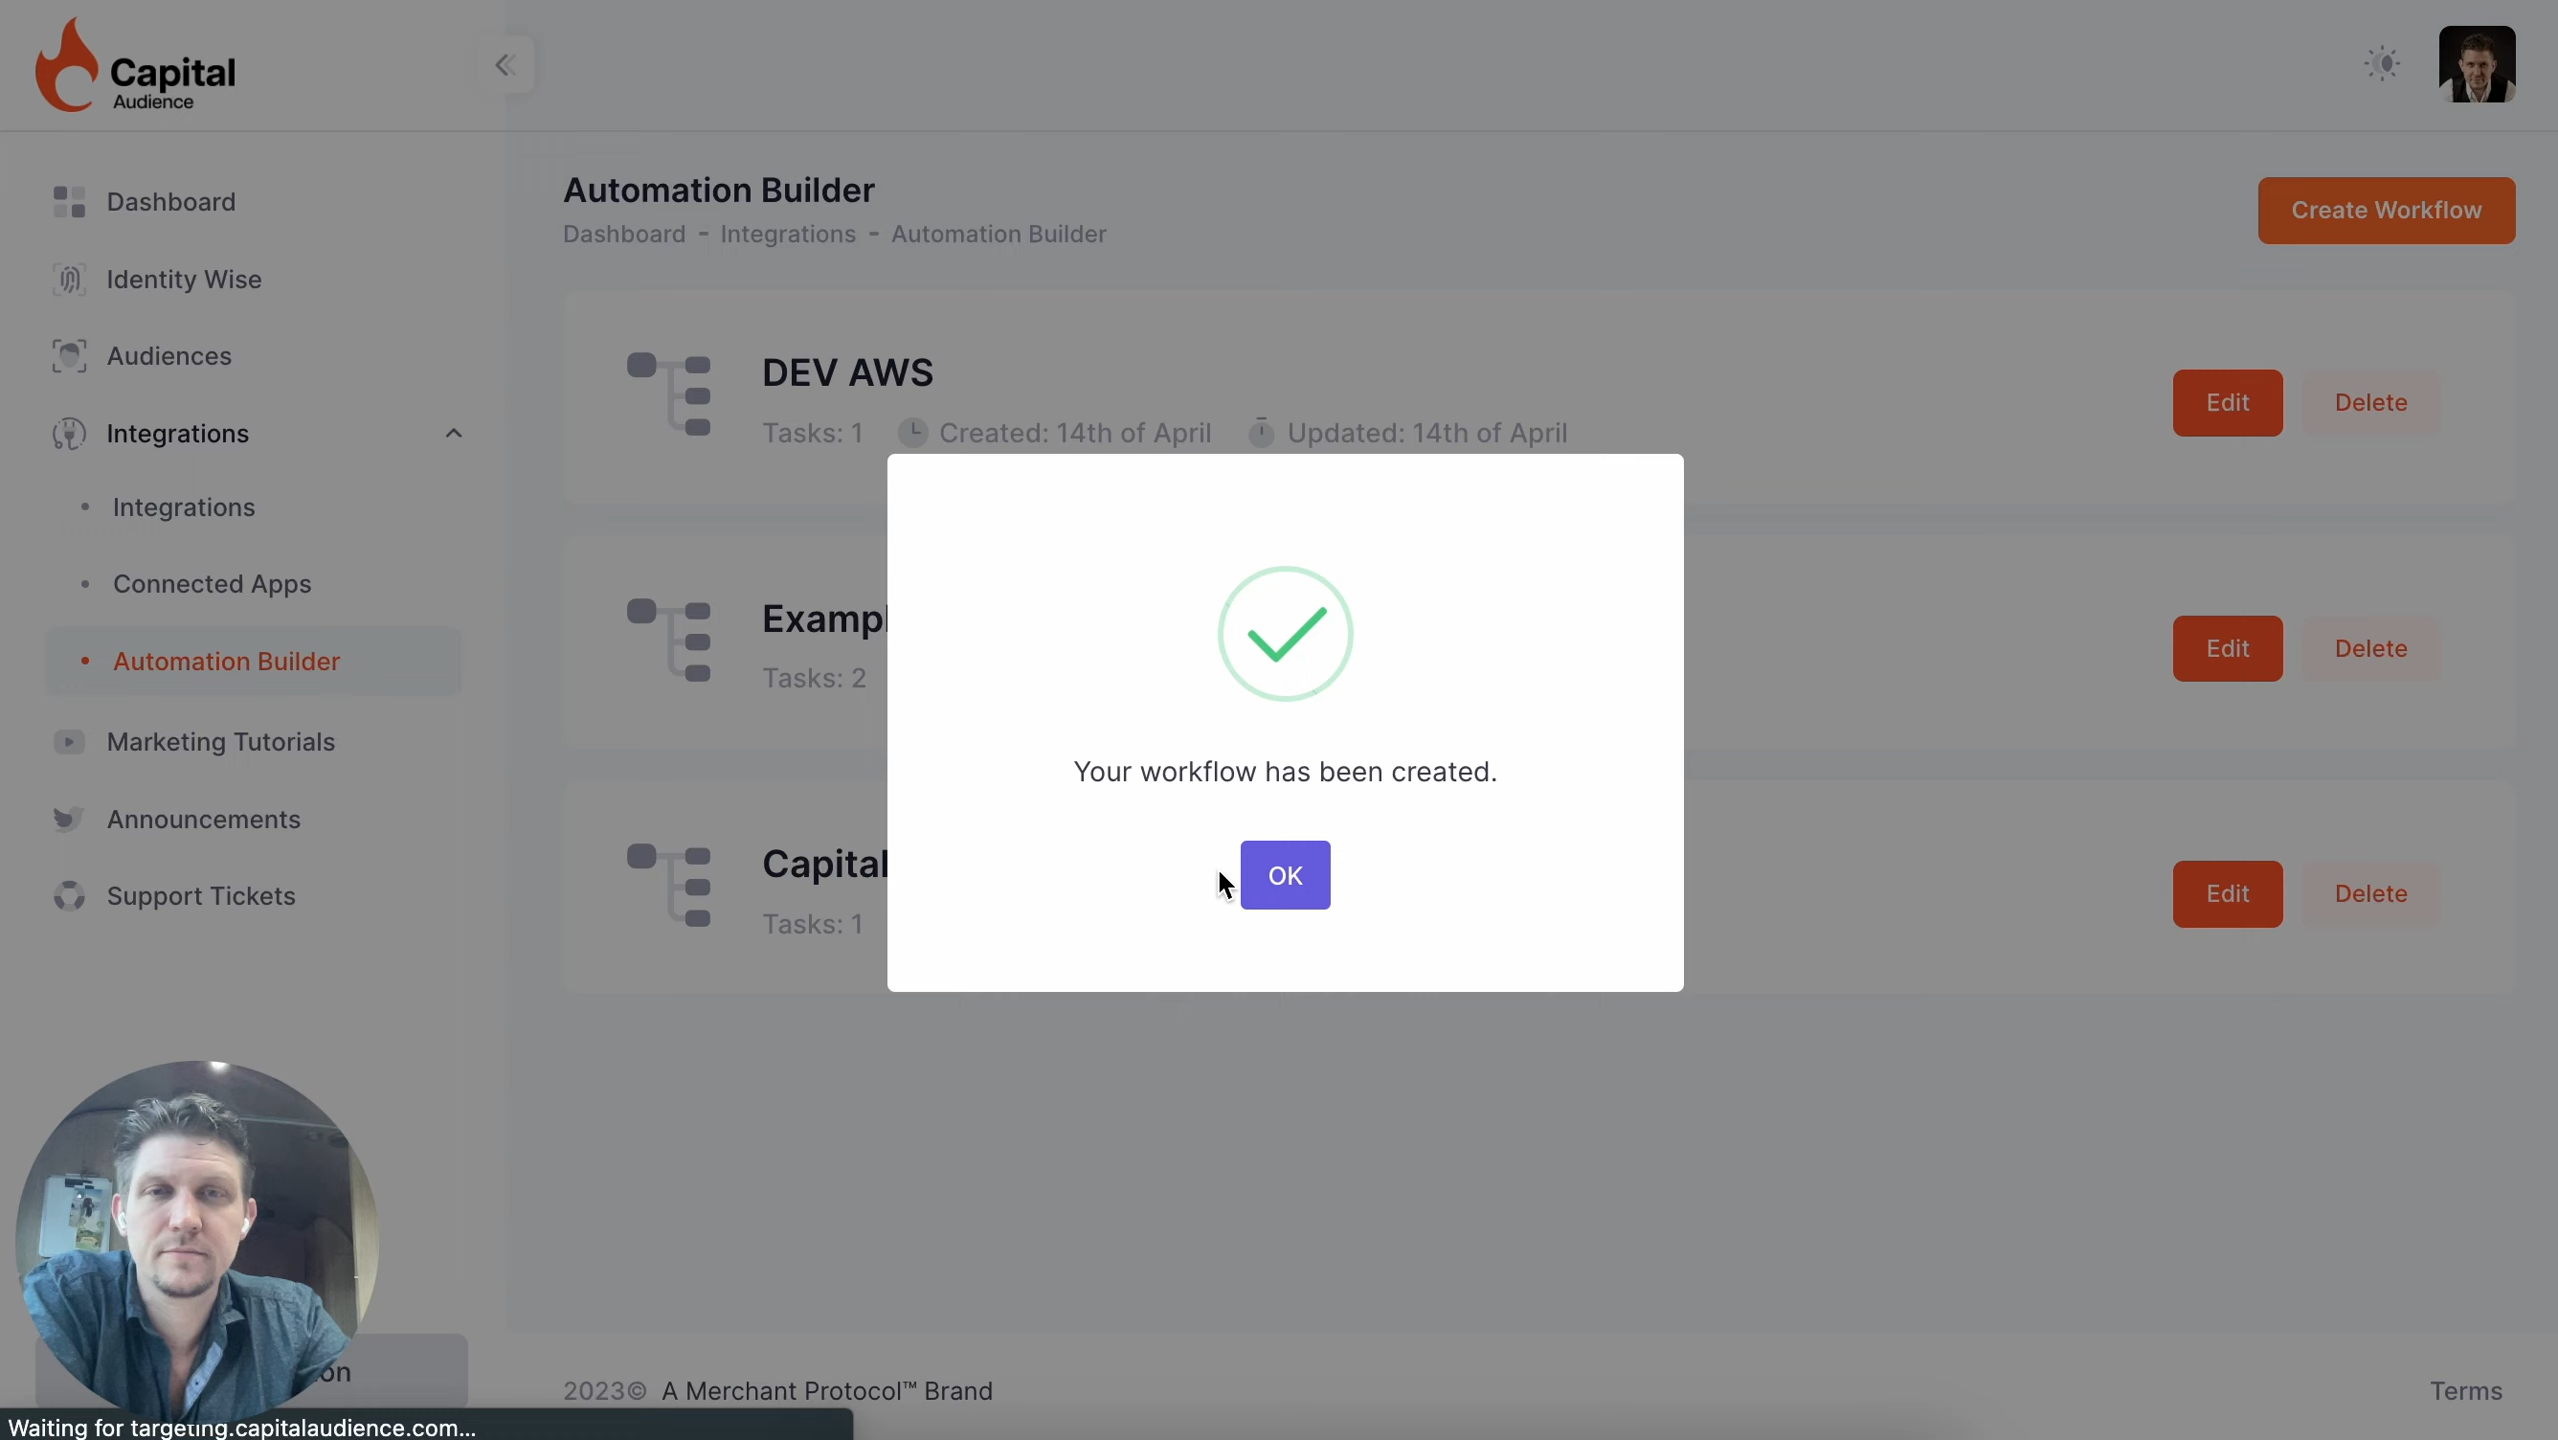 Capital
Audience
Dashboard
Identity Wise
Audiences
Integrations
Integrations
Connected Apps
Automation Builder
Marketing Tutorials
Announcements
Support Tickets
Automation Builder
Dashboard - Integrations - Automation Builder
Create Workflow
DEV AWS
Tasks: 1 Created: 14th of April Updated: 14th of April
Edit Delete
Tasks: 2
Edit Delete
Capital
Tasks: 1
Edit Delete
Your workflow has been created.
OK
2023© A Merchant Protocol™ Brand
Terms
Waiting for targeting.capitalaudience.com...